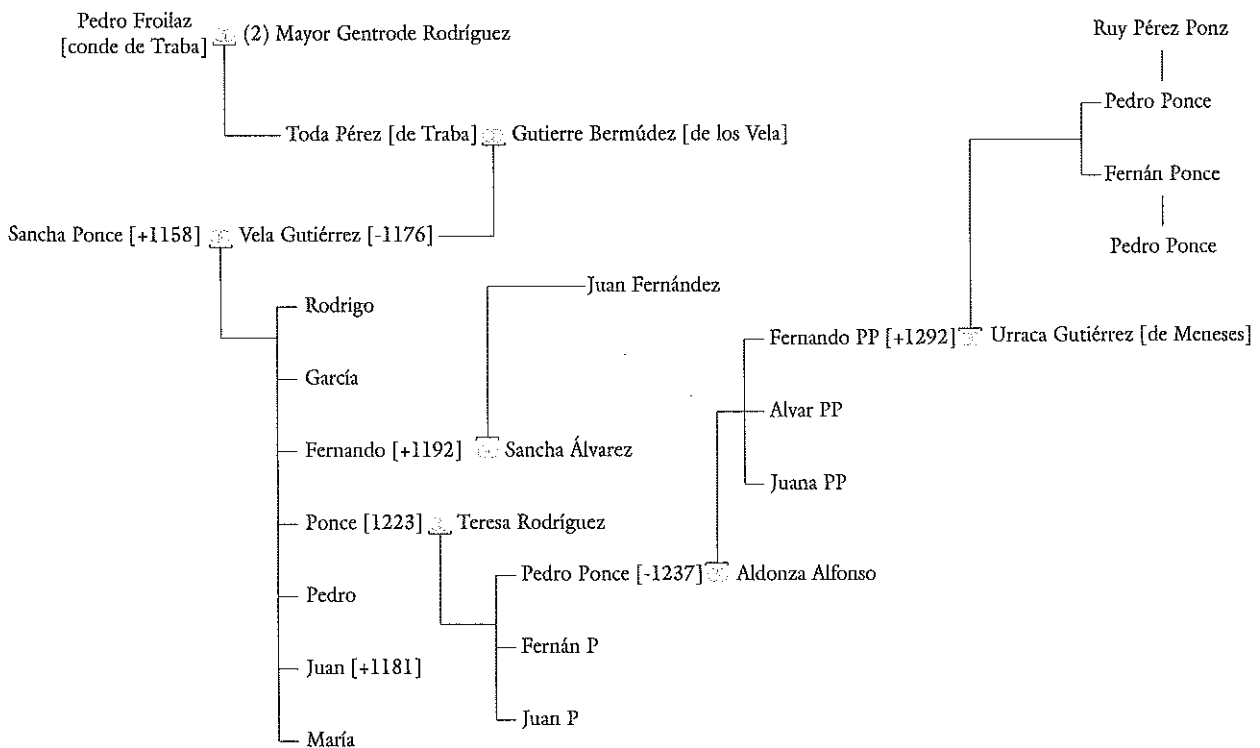 Pedro Froilaz
[conde de Traba]
(2) Mayor Gentrode Rodríguez
Ruy Pérez Ponz
Pedro Ponce
Toda Pérez [de Traba]
Gutierre Bermúdez [de los Vela]
Fernán Ponce
Sancha Ponce [+1158]
Vela Gutiérrez [-1176]
Pedro Ponce
Juan Fernández
Rodrigo
Fernando PP [+1292]
Urraca Gutiérrez [de Meneses]
García
Alvar PP
Fernando [+1192]
Sancha Álvarez
Juana PP
Ponce [1223]
Teresa Rodríguez
Pedro Ponce [-1237]
Aldonza Alfonso
Pedro
Fernán P
Juan [+1181]
Juan P
María